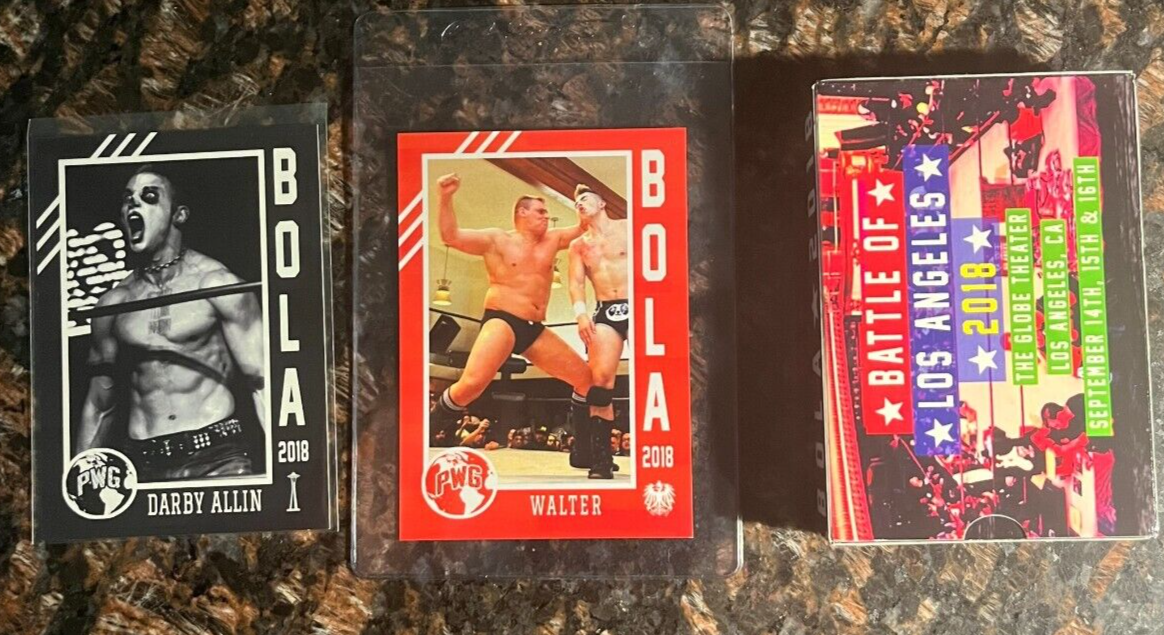 BOLA
2018
PWG
DARBY ALLIN
BOLA
2018
PWG
WALTER
BATTLE OF
LOS ANGELES
2018
THE GLOBE THEATER
LOS ANGELES, CA
SEPTEMBER 14TH, 15TH & 16TH